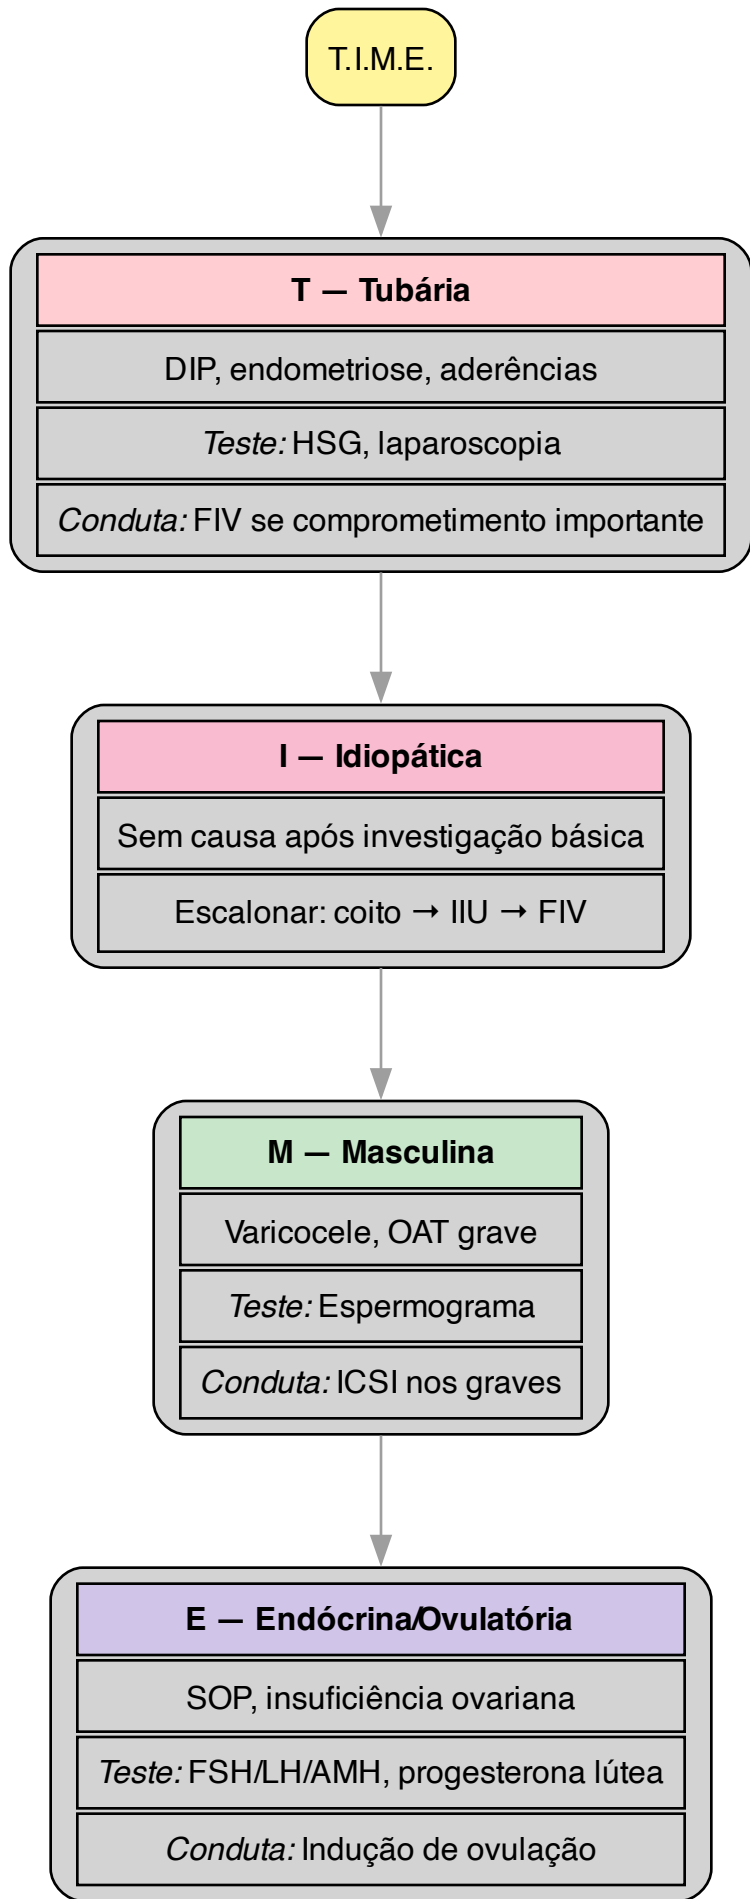 T.I.M.E.
T — Tubária
DIP, endometriose, aderências
Teste: HSG, laparoscopia
Conduta: FIV se comprometimento importante
I — Idiopática
Sem causa após investigação básica
Escalonar: coito → IIU → FIV
M — Masculina
Varicocele, OAT grave
Teste: Espermograma
Conduta: ICSI nos graves
E — Endócrina/Ovulatória
SOP, insuficiência ovariana
Teste: FSH/LH/AMH, progesterona lútea
Conduta: Indução de ovulação